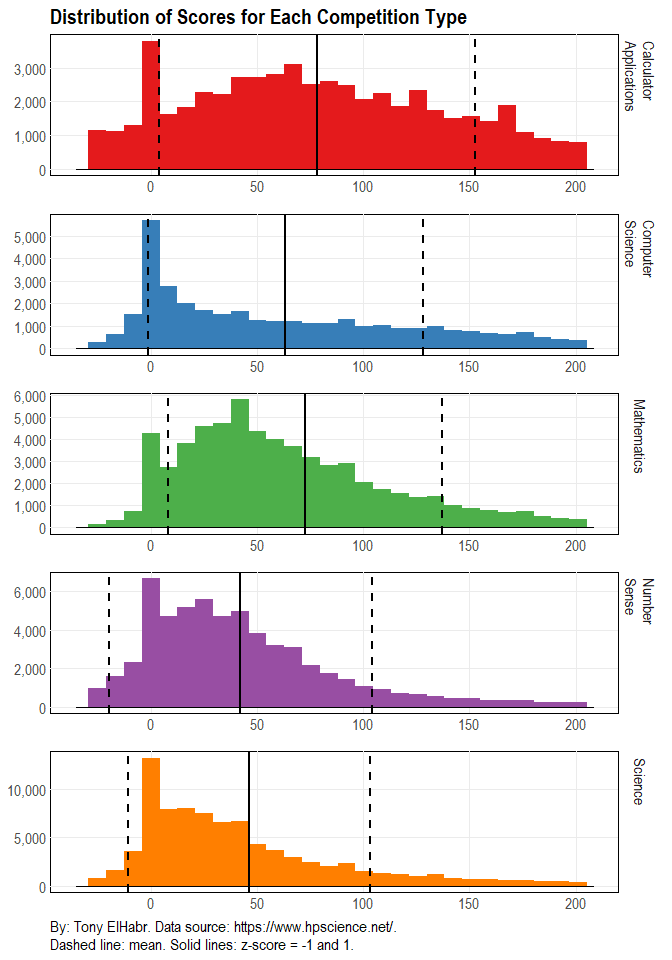 Distribution of Scores for Each Competition Type
3,000
2,000
1,000
0
0 50 100 150 200
Calculator
Applications
5,000
4,000
3,000
2,000
1,000
0
0 50 100 150 200
Computer
Science
6,000
5,000
4,000
3,000
2,000
1,000
0
0 50 100 150 200
Mathematics
6,000
4,000
2,000
0
0 50 100 150 200
Number
Sense
10,000
5,000
0
0 50 100 150 200
Science
By: Tony ElHabr. Data source: https://www.hpscience.net/.
Dashed line: mean. Solid lines: z-score = -1 and 1.